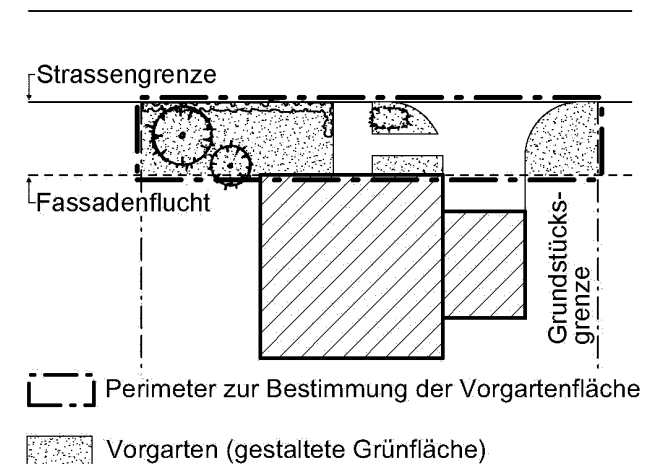 Strassengrenze
Fassadenflucht
Grundstücks-
grenze
Perimeter zur Bestimmung der Vorgartenfläche
Vorgarten (gestaltete Grünfläche)